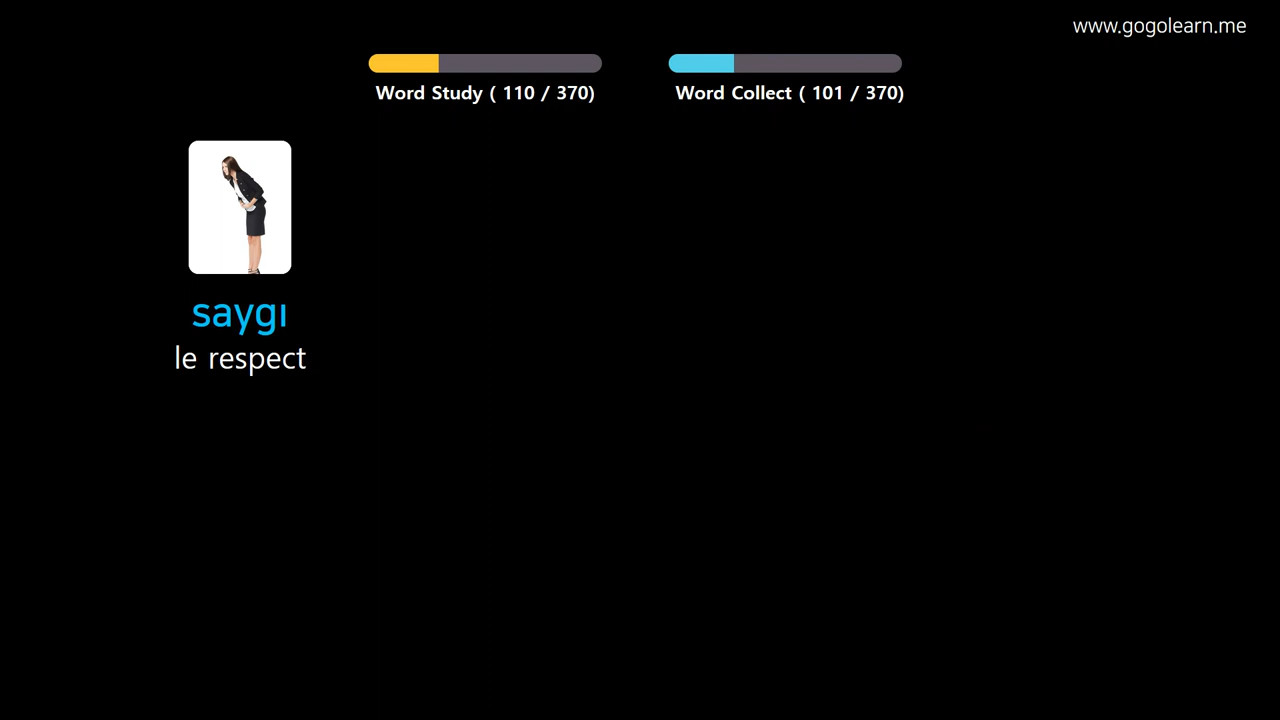 www.gogolearn.me
Word Study ( 110 / 370)
Word Collect ( 101 / 370)
saygı
le respect